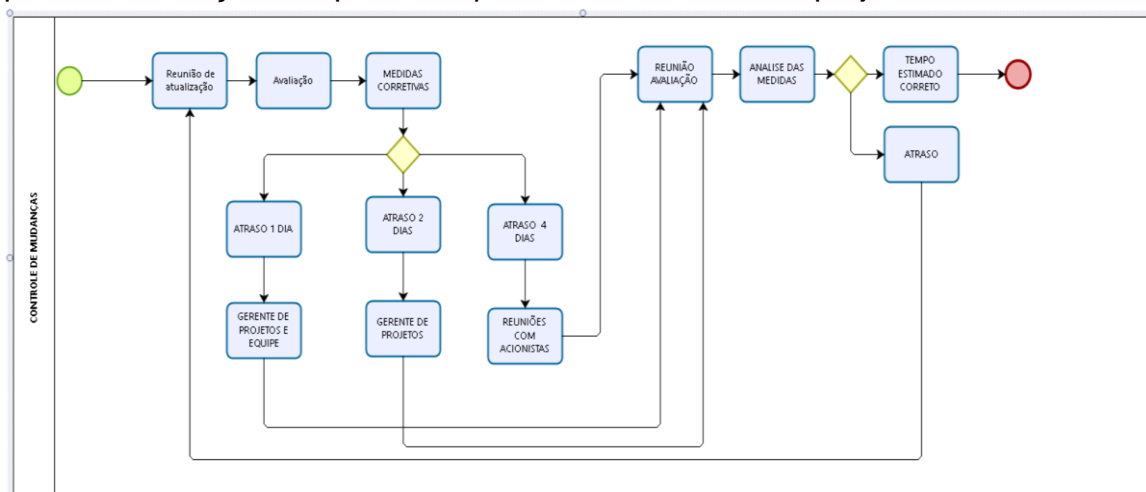 CONTROLE DE MUDANÇAS
Reunião de
atualização
Avaliação
MEDIDAS
CORRETIVAS
REUNIÃO
AVALIAÇÃO
ANALISE DAS
MEDIDAS
TEMPO
ESTIMADO
CORRETO
ATRASO
ATRASO 1 DIA
ATRASO 2
DIAS
ATRASO 4
DIAS
GERENTE DE
PROJETOS E
EQUIPE
GERENTE DE
PROJETOS
REUNIÕES
COM
ACIONISTAS